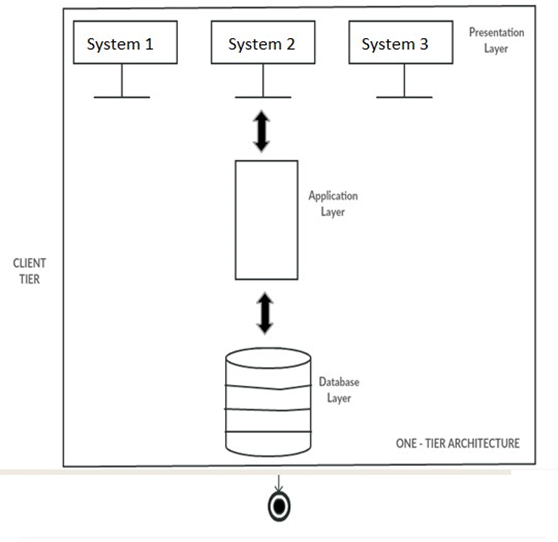 System 1
System 2
System 3
Presentation
Layer
Application
Layer
CLIENT
TIER
Database
Layer
ONE - TIER ARCHITECTURE